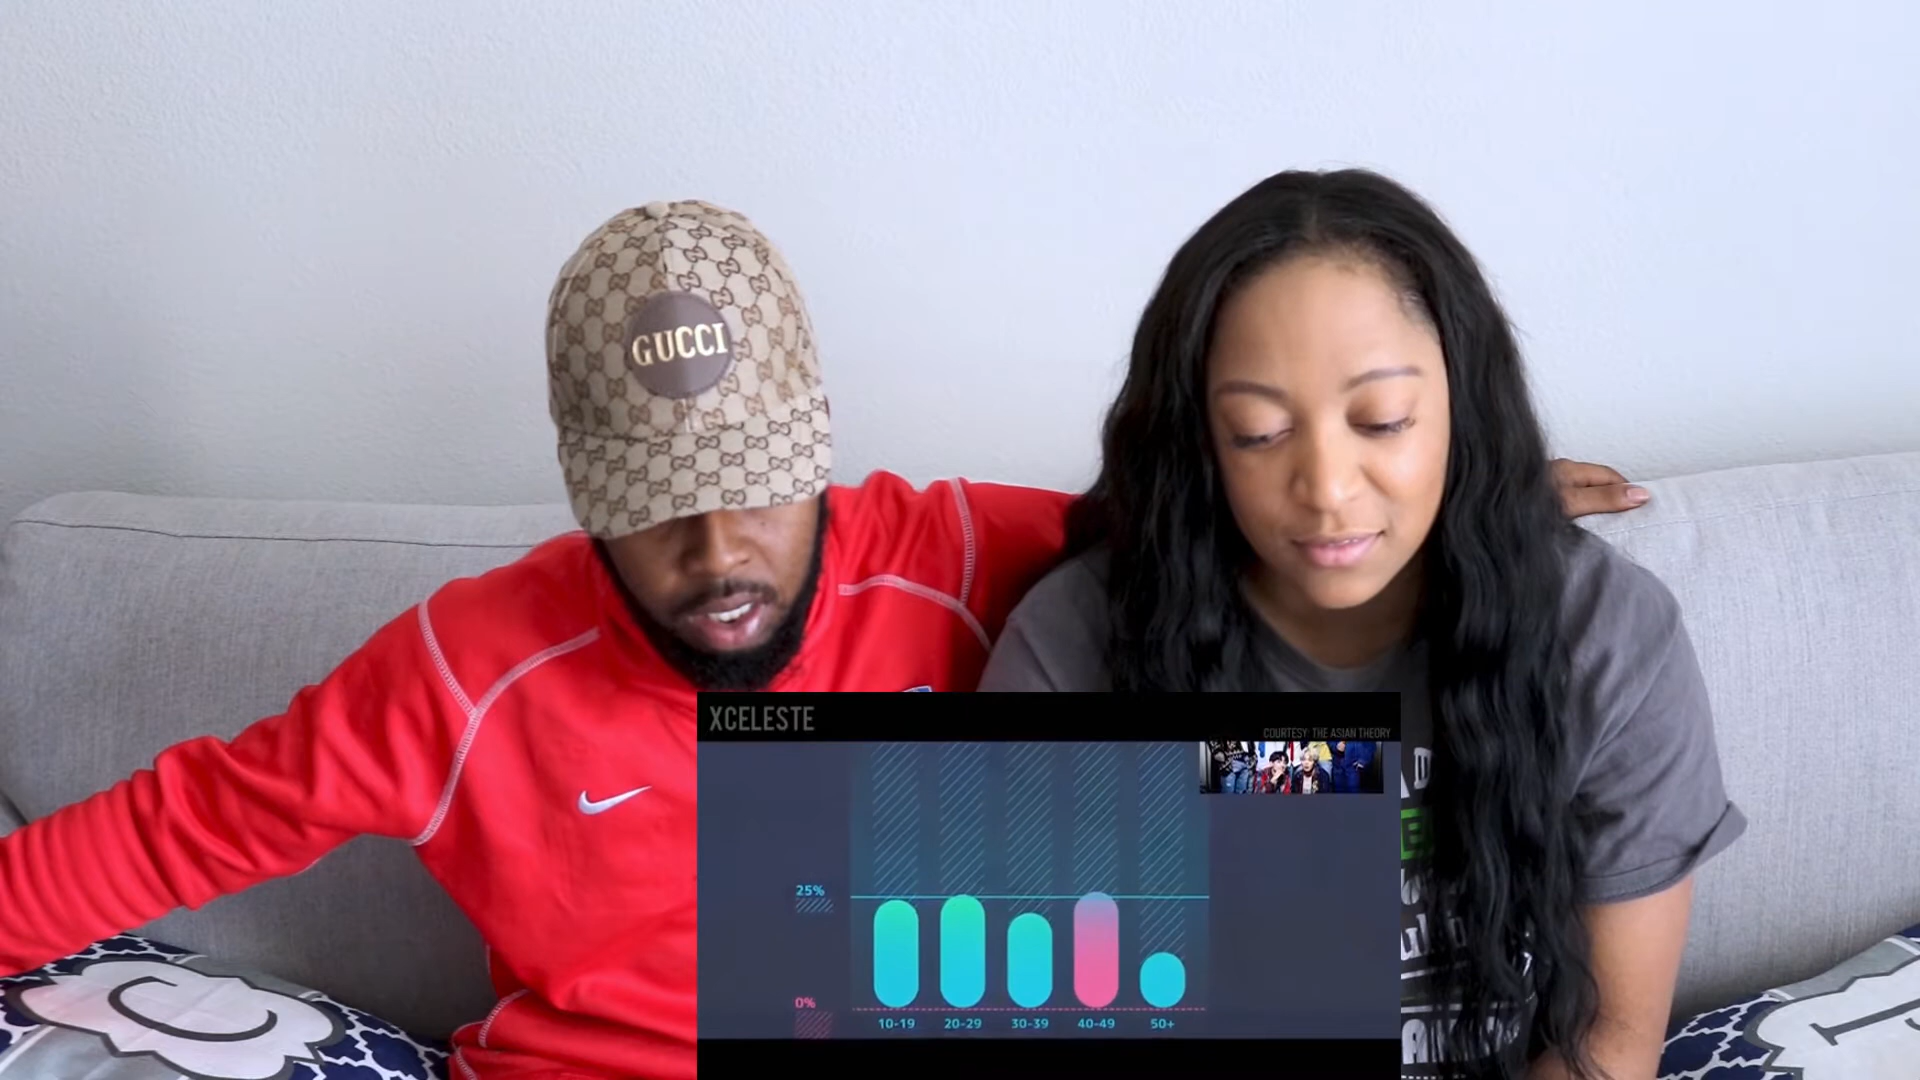 GUCCI
XCELESTE
COURTESY: THE ASIAN THEORY
25%
0%
10-19 20-29 30-39 40-49 50+
C